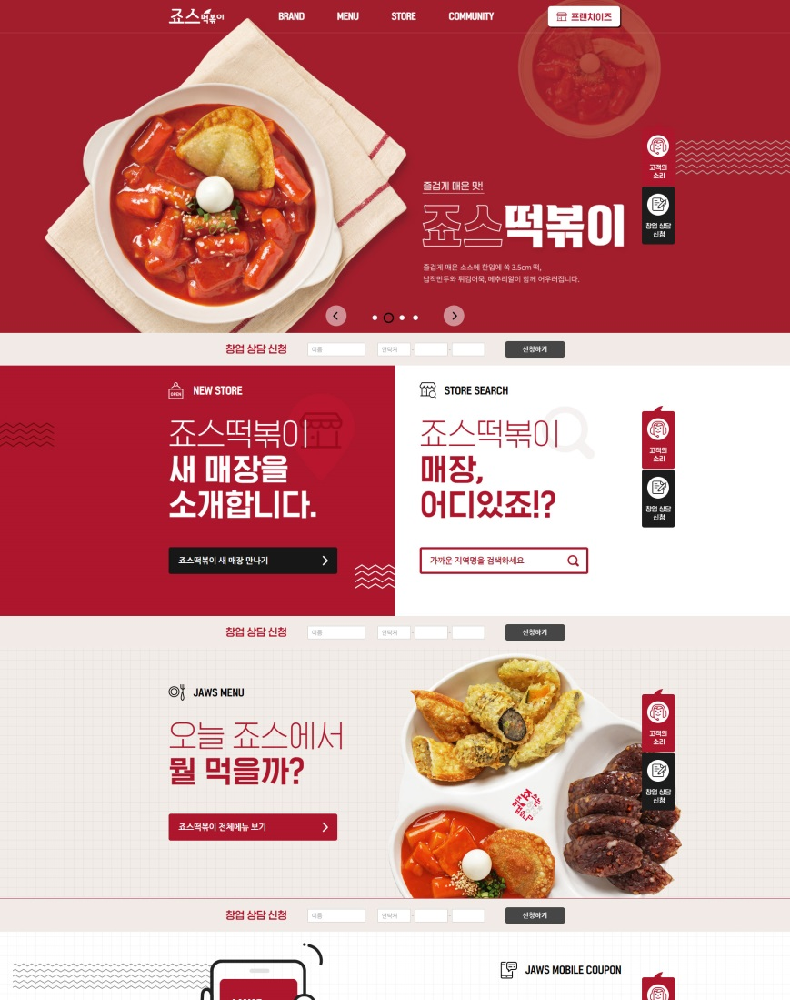 죠스떡볶이
BRAND
MENU
STORE
COMMUNITY
프랜차이즈
고객의
소리
창업 상담
신청
즐겁게 매운 맛!
죠스떡볶이
즐겁게 매운 소스에 한입에 쏙 3.5cm 떡,
납작만두와 튀김어묵, 메추리알이 함께 어우러집니다.
창업 상담 신청
이름
연락처
-
-
신청하기
OPEN
NEW STORE
죠스떡볶이
새 매장을
소개합니다.
죠스떡볶이 새 매장 만나기
STORE SEARCH
죠스떡볶이
매장,
어디있죠!?
가까운 지역명을 검색하세요
고객의
소리
창업 상담
신청
창업 상담 신청
이름
연락처
-
-
신청하기
JAWS MENU
오늘 죠스에서
뭘 먹을까?
죠스떡볶이 전체메뉴 보기
고객의
소리
창업 상담
신청
창업 상담 신청
이름
연락처
-
-
신청하기
JAWS MOBILE COUPON